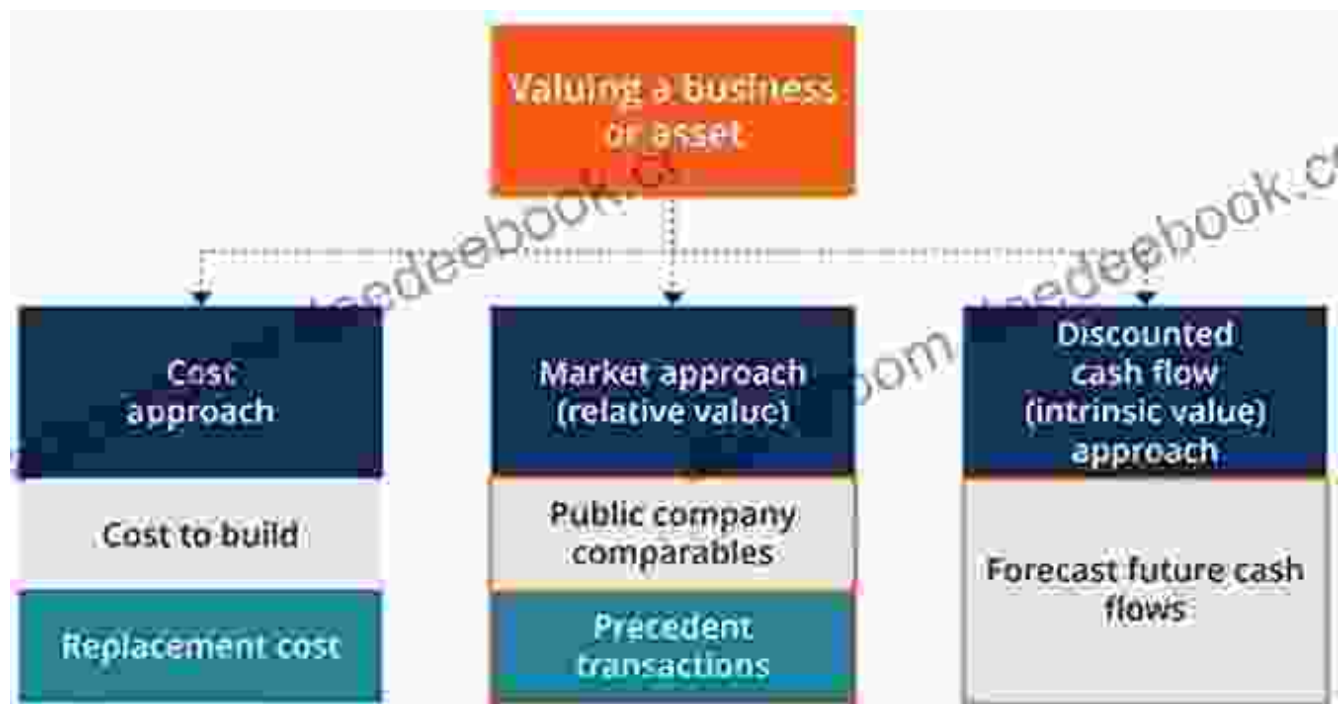 Valuing a business
or asset
Cost
approach
Cost to build
Replacement cost
Market approach
(relative value)
Public company
comparables
Precedent
transactions
Discounted
cash flow
(intrinsic value)
approach
Forecast future cash
flows